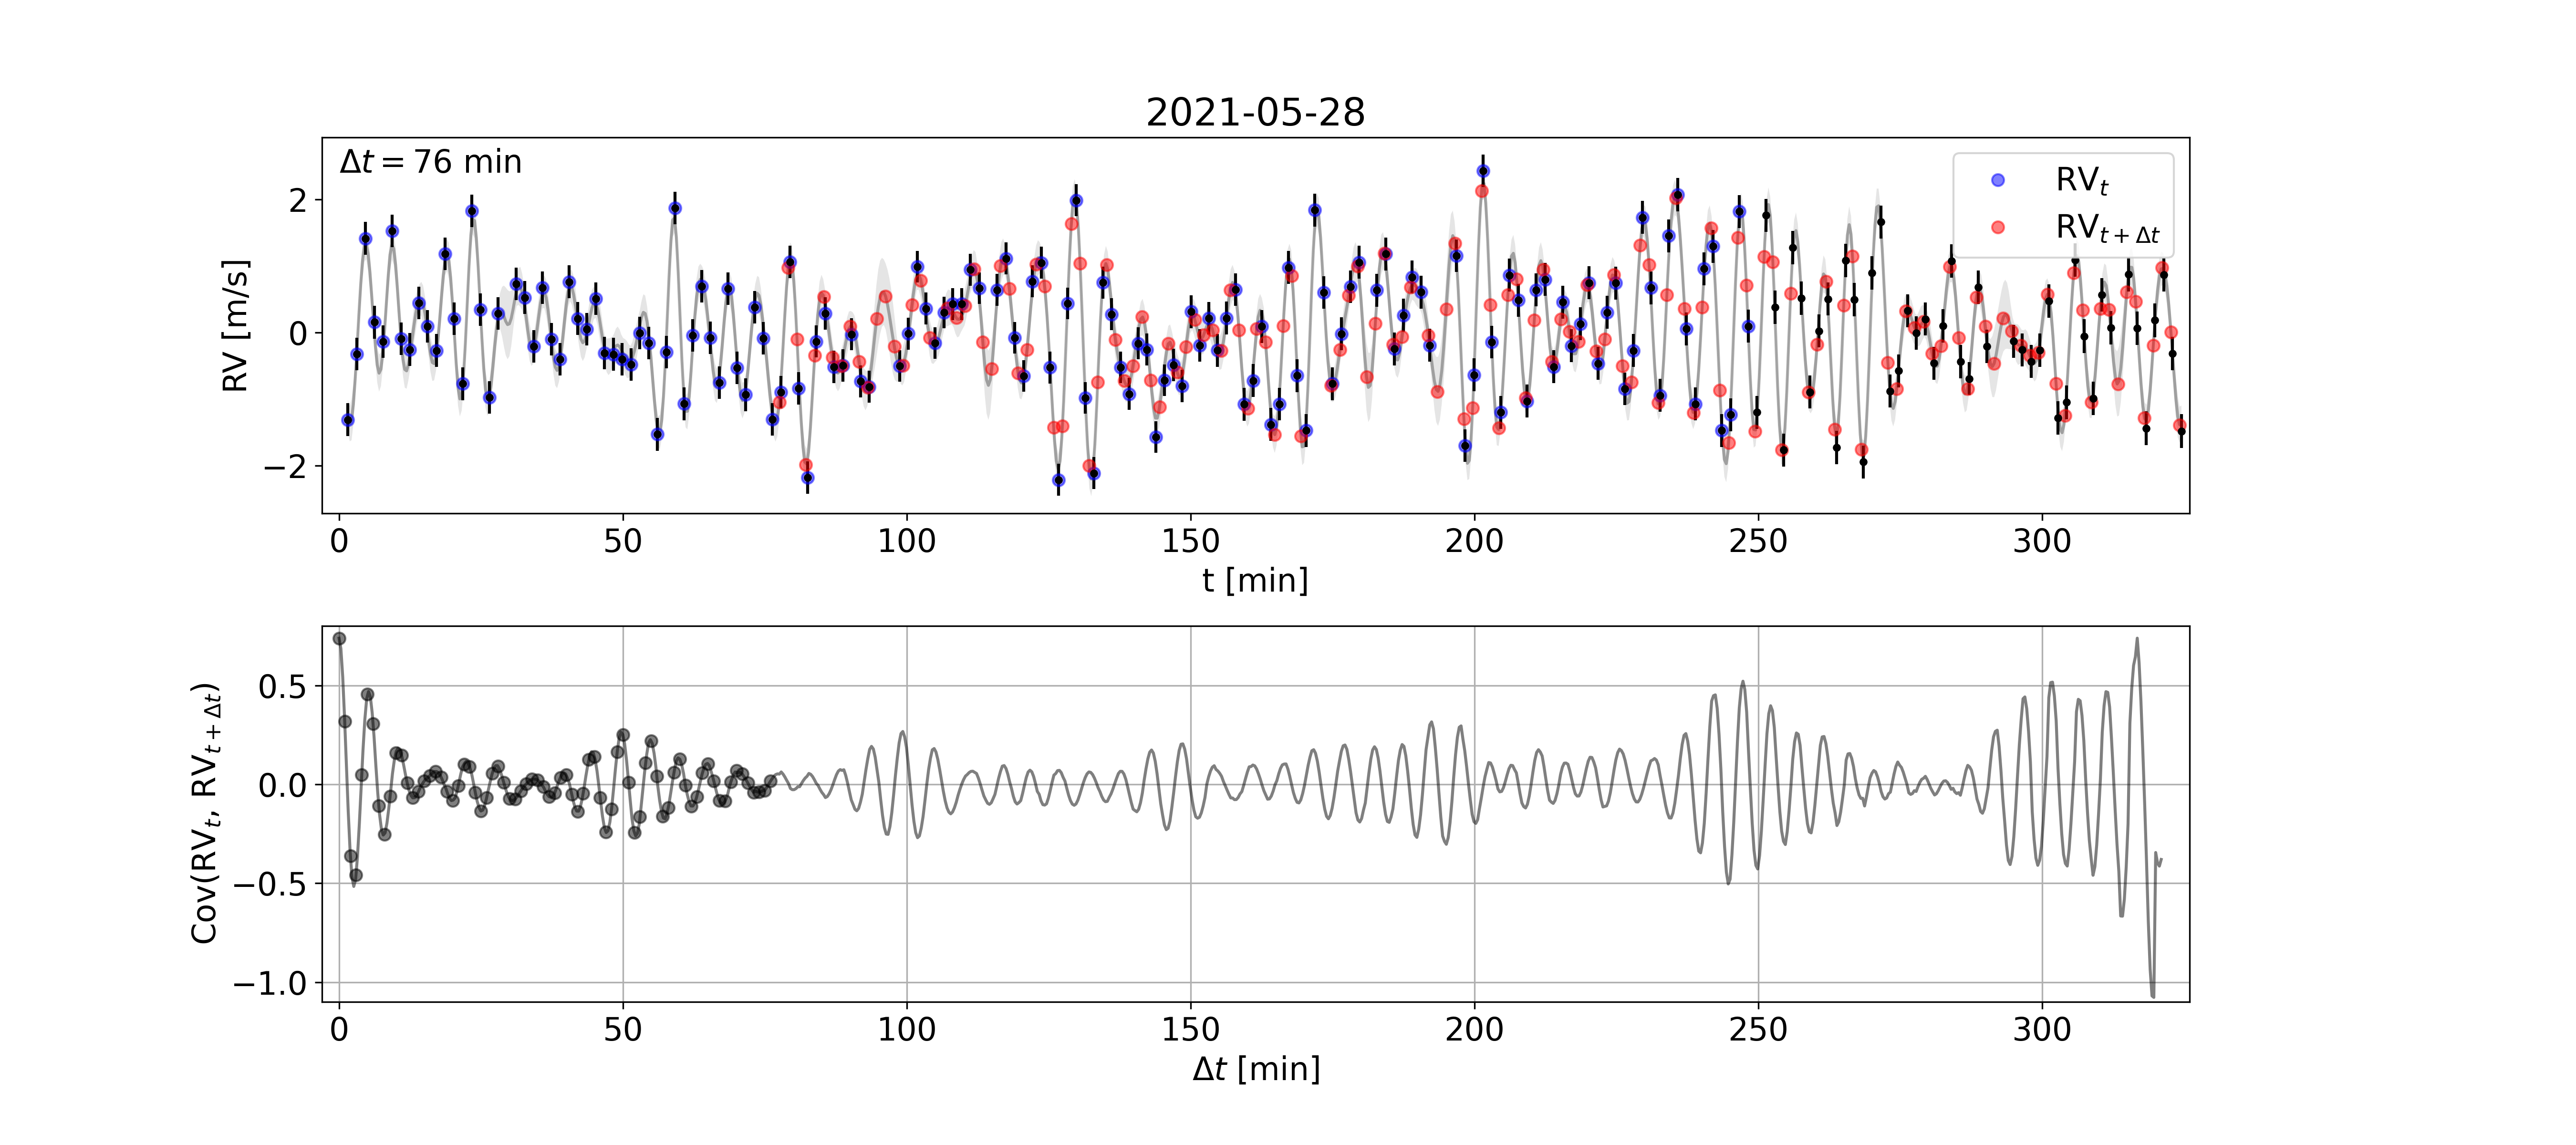 2021-05-28
Δt = 76 min
RV_t
RV_{t+Δt}
RV [m/s]
2
0
−2
0 50 100 150 200 250 300
t [min]
Cov(RV_t, RV_{t+Δt})
0.5
0.0
−0.5
−1.0
0 50 100 150 200 250 300
Δt [min]